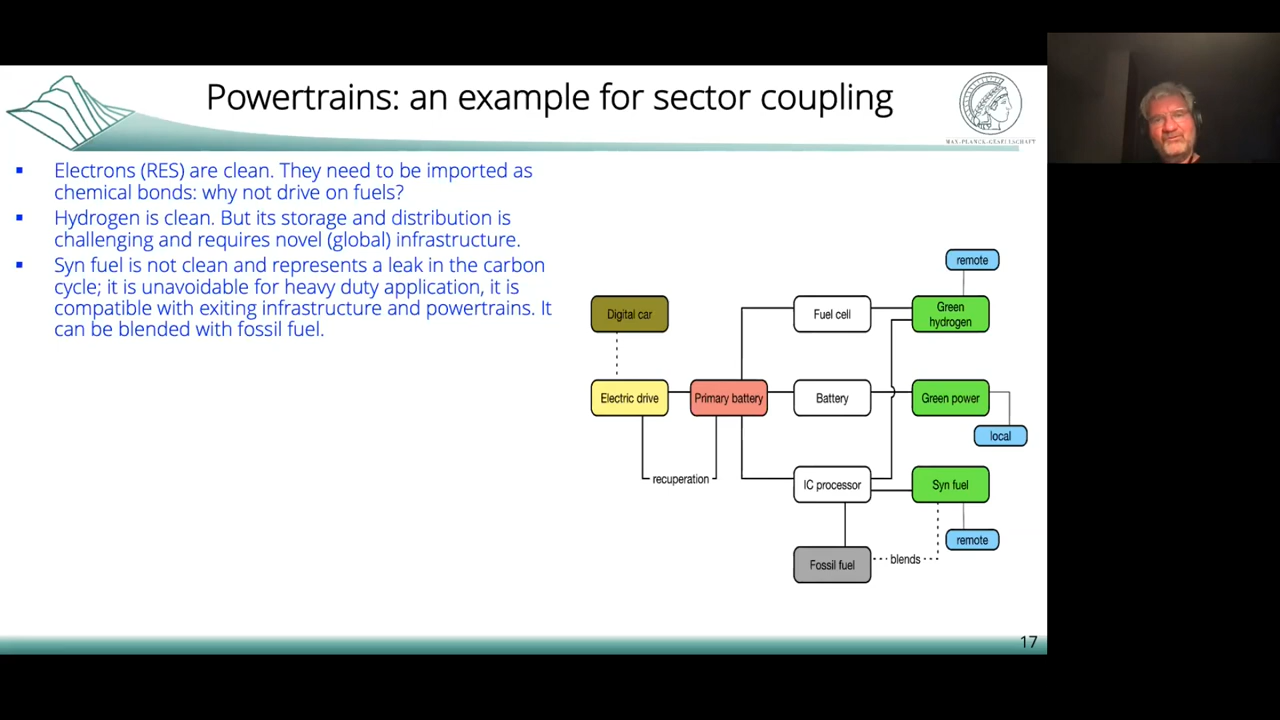 Powertrains: an example for sector coupling
MAX-PLANCK-GESELLSCHAFT
Electrons (RES) are clean. They need to be imported as
chemical bonds: why not drive on fuels?
Hydrogen is clean. But its storage and distribution is
challenging and requires novel (global) infrastructure.
Syn fuel is not clean and represents a leak in the carbon
cycle; it is unavoidable for heavy duty application, it is
compatible with exiting infrastructure and powertrains. It
can be blended with fossil fuel.
remote
Digital car
Fuel cell
Green
hydrogen
Electric drive
Primary battery
Battery
Green power
local
recuperation
IC processor
Syn fuel
remote
Fossil fuel
blends
17